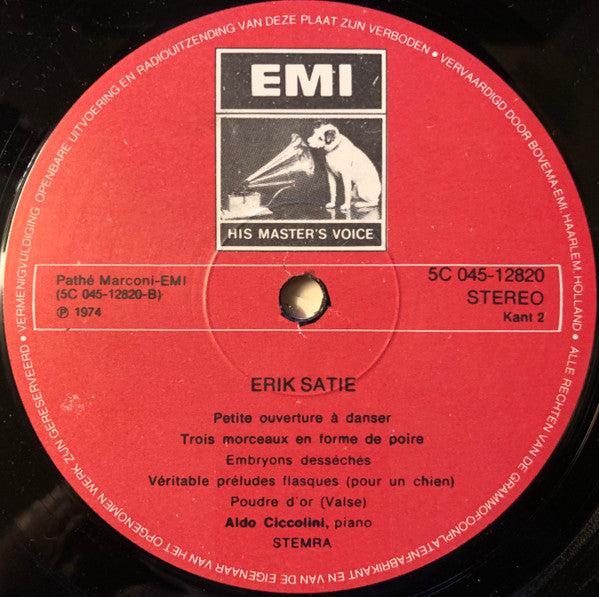 EMI
HIS MASTER'S VOICE
Pathé Marconi-EMI
(5C 045-12820-B)
℗ 1974
5C 045-12820
STEREO
Kant 2
ERIK SATIE
Petite ouverture à danser
Trois morceaux en forme de poire
Embryons desséchés
Véritable préludes flasques (pour un chien)
Poudre d'or (Valse)
Aldo Ciccolini, piano
STEMRA
VERVAARDIGD DOOR BOVEMA-EMI, HAARLEM, HOLLAND • ALLE RECHTEN VAN DE GRAMMOFOONPLATENFABRIKANT EN VAN DE EIGENAAR VAN HET OPGENOMEN WERK ZIJN GERESERVEERD • VERMENIGVULDIGING OPENBARE UITVOERING EN RADIOUITZENDING VAN DEZE PLAAT ZIJN VERBODEN •